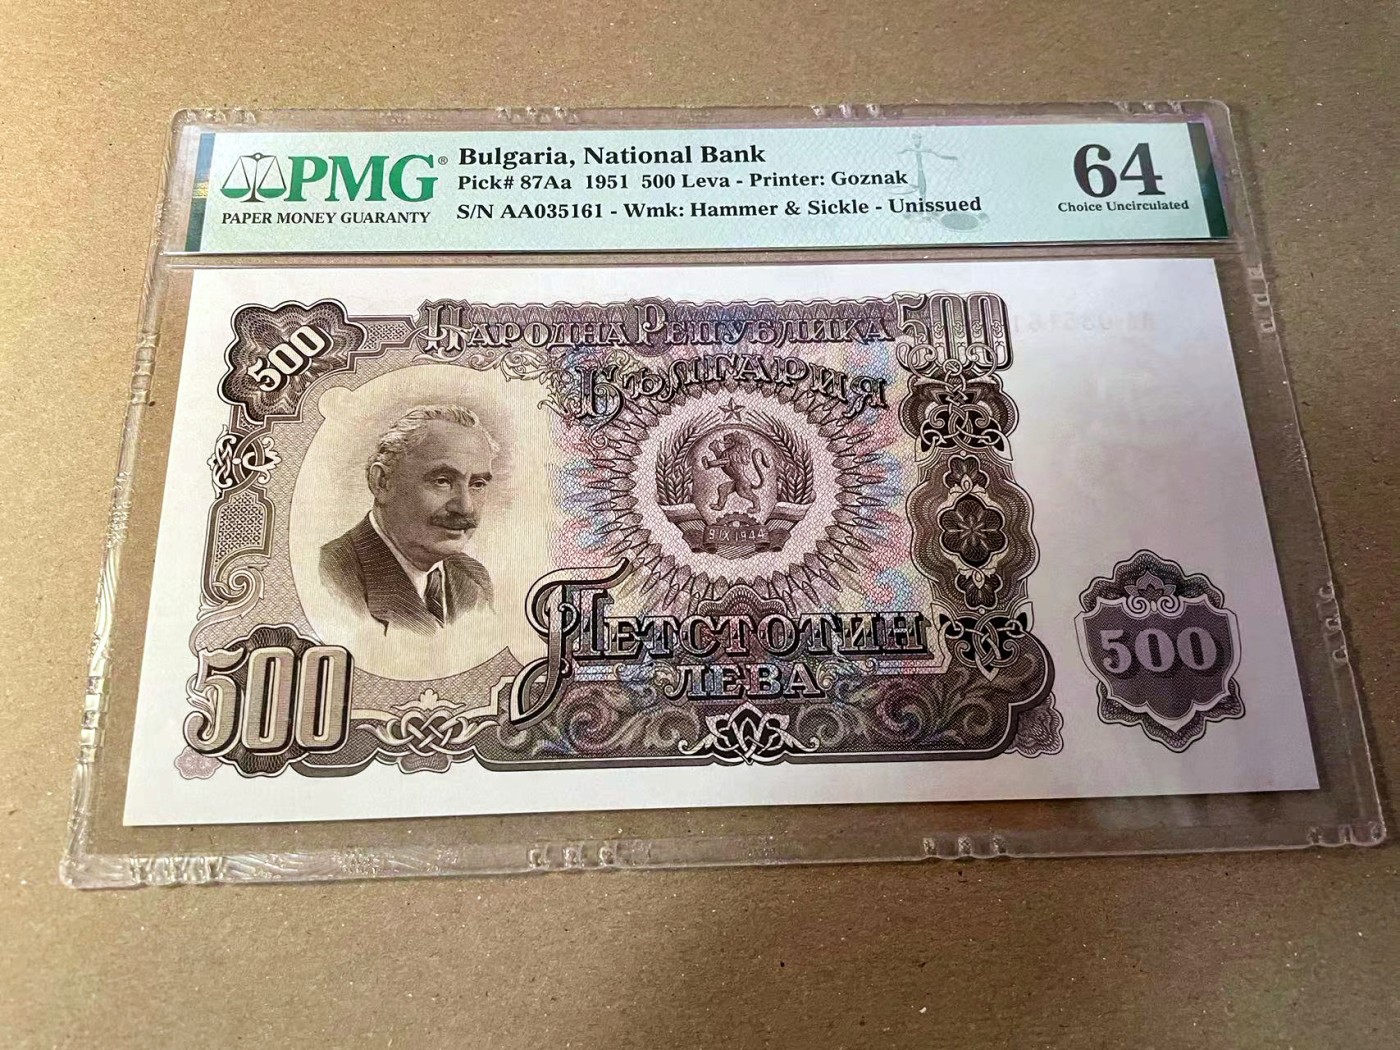 PMG®
PAPER MONEY GUARANTY
Bulgaria, National Bank
Pick# 87Aa 1951 500 Leva - Printer: Goznak
S/N AA035161 - Wmk: Hammer & Sickle - Unissued
64
Choice Uncirculated
500
НАРОДНА РЕПУБЛИКА
500
БЪЛГАРИЯ
9 IX 1944
ПЕТСТОТИН
ЛЕВА
500
500